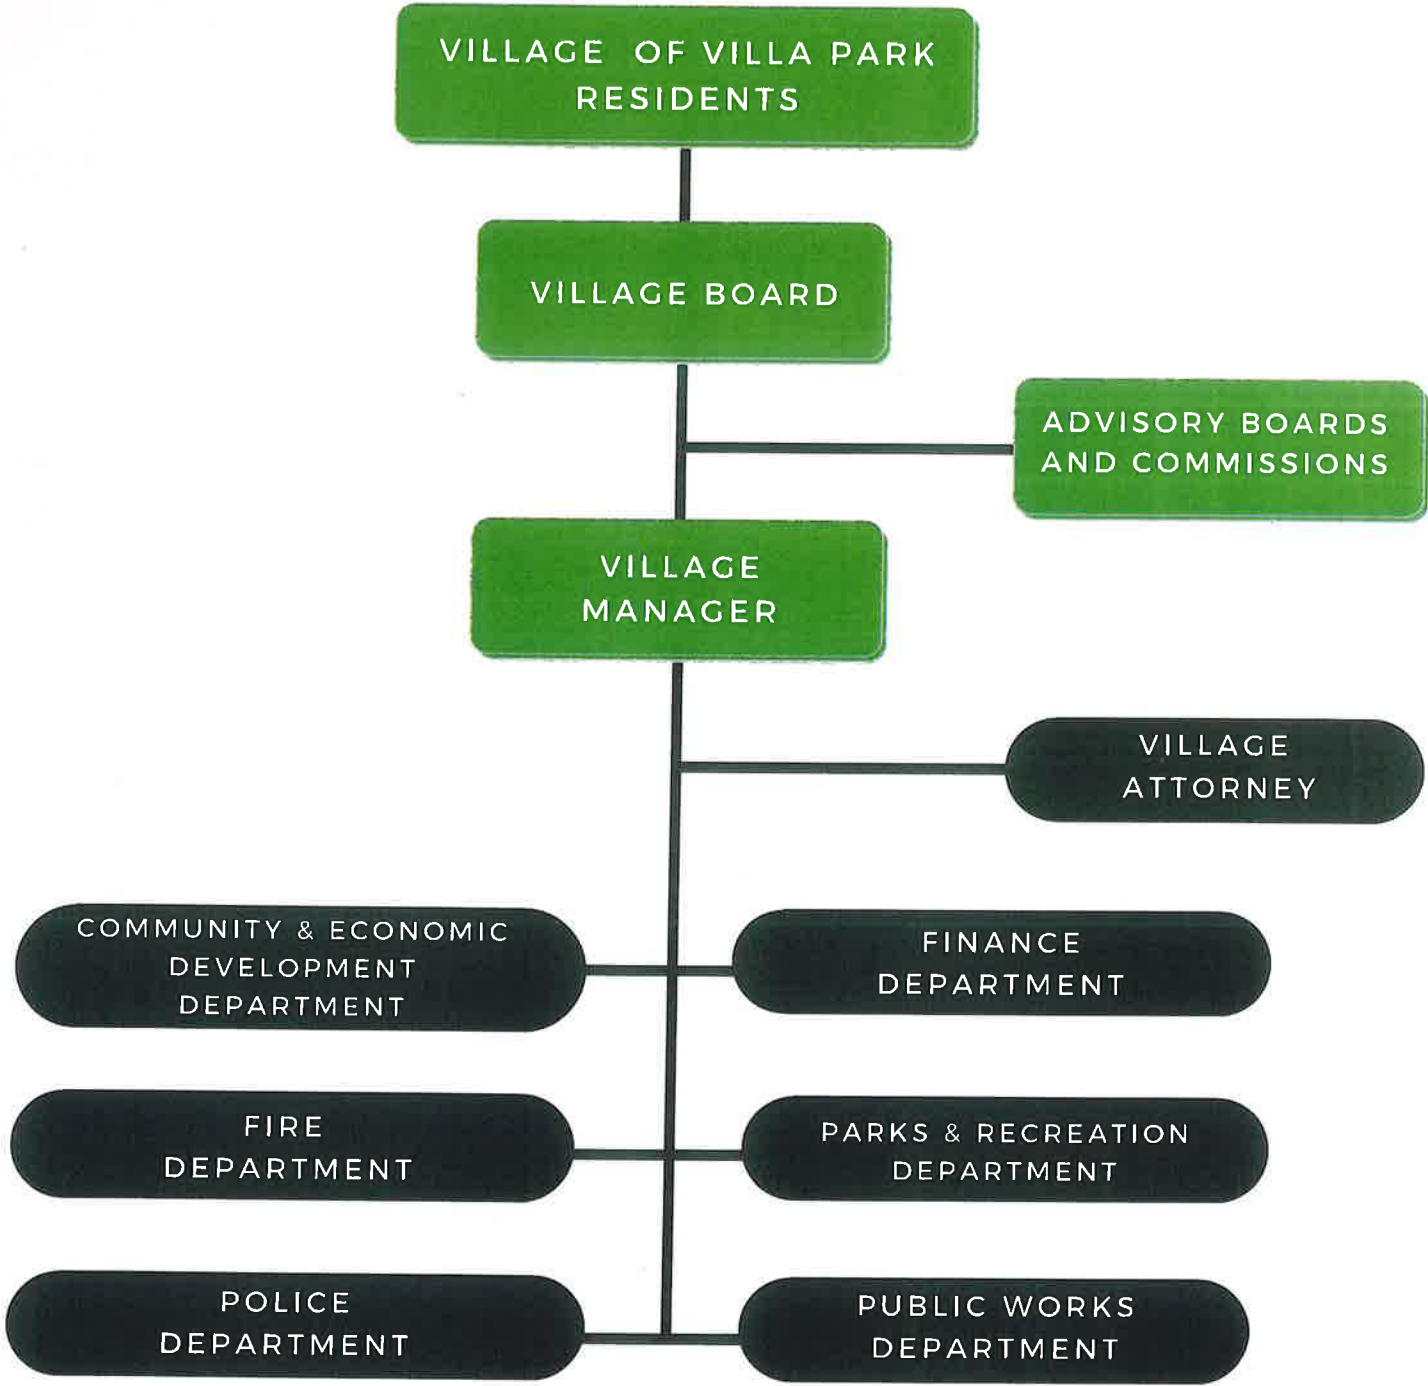 VILLAGE OF VILLA PARK
RESIDENTS
VILLAGE BOARD
ADVISORY BOARDS
AND COMMISSIONS
VILLAGE
MANAGER
VILLAGE
ATTORNEY
COMMUNITY & ECONOMIC
DEVELOPMENT
DEPARTMENT
FINANCE
DEPARTMENT
FIRE
DEPARTMENT
PARKS & RECREATION
DEPARTMENT
POLICE
DEPARTMENT
PUBLIC WORKS
DEPARTMENT